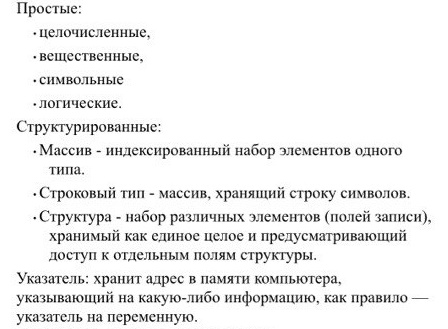 Простые:
• целочисленные,
• вещественные,
• символьные
• логические.
Структурированные:
• Массив - индексированный набор элементов одного
типа.
• Строковый тип - массив, хранящий строку символов.
• Структура - набор различных элементов (полей записи),
хранимый как единое целое и предусматривающий
доступ к отдельным полям структуры.
Указатель: хранит адрес в памяти компьютера,
указывающий на какую-либо информацию, как правило —
указатель на переменную.